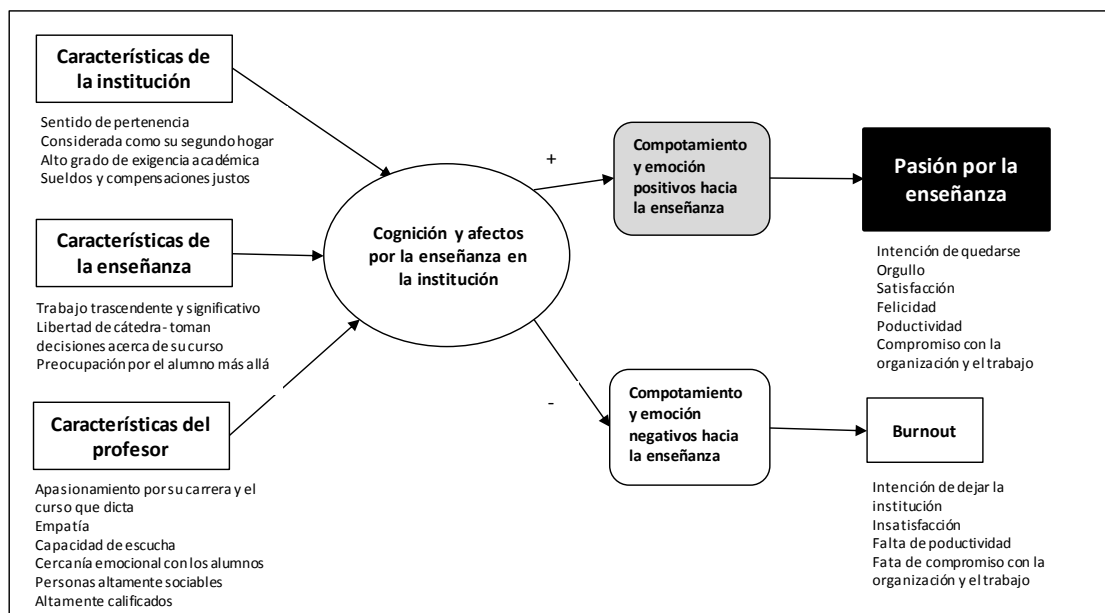 Características de
la institución
Sentido de pertenencia
Considerada como su segundo hogar
Alto grado de exigencia académica
Sueldos y compensaciones justos
Características de
la enseñanza
Trabajo trascendente y significativo
Libertad de cátedra- toman
decisiones acerca de su curso
Preocupación por el alumno más allá
Características del
profesor
Apasionamiento por su carrera y el
curso que dicta
Empatía
Capacidad de escucha
Cercanía emocional con los alumnos
Personas altamente sociables
Altamente calificados
Cognición y afectos
por la enseñanza en
la institución
+
-
Compotamiento
y emoción
positivos hacia
la enseñanza
Compotamiento
y emoción
negativos hacia
la enseñanza
Pasión por la
enseñanza
Intención de quedarse
Orgullo
Satisfacción
Felicidad
Poductividad
Compromiso con la
organización y el trabajo
Burnout
Intención de dejar la
institución
Insatisfacción
Falta de poductividad
Fata de compromiso con la
organización y el trabajo